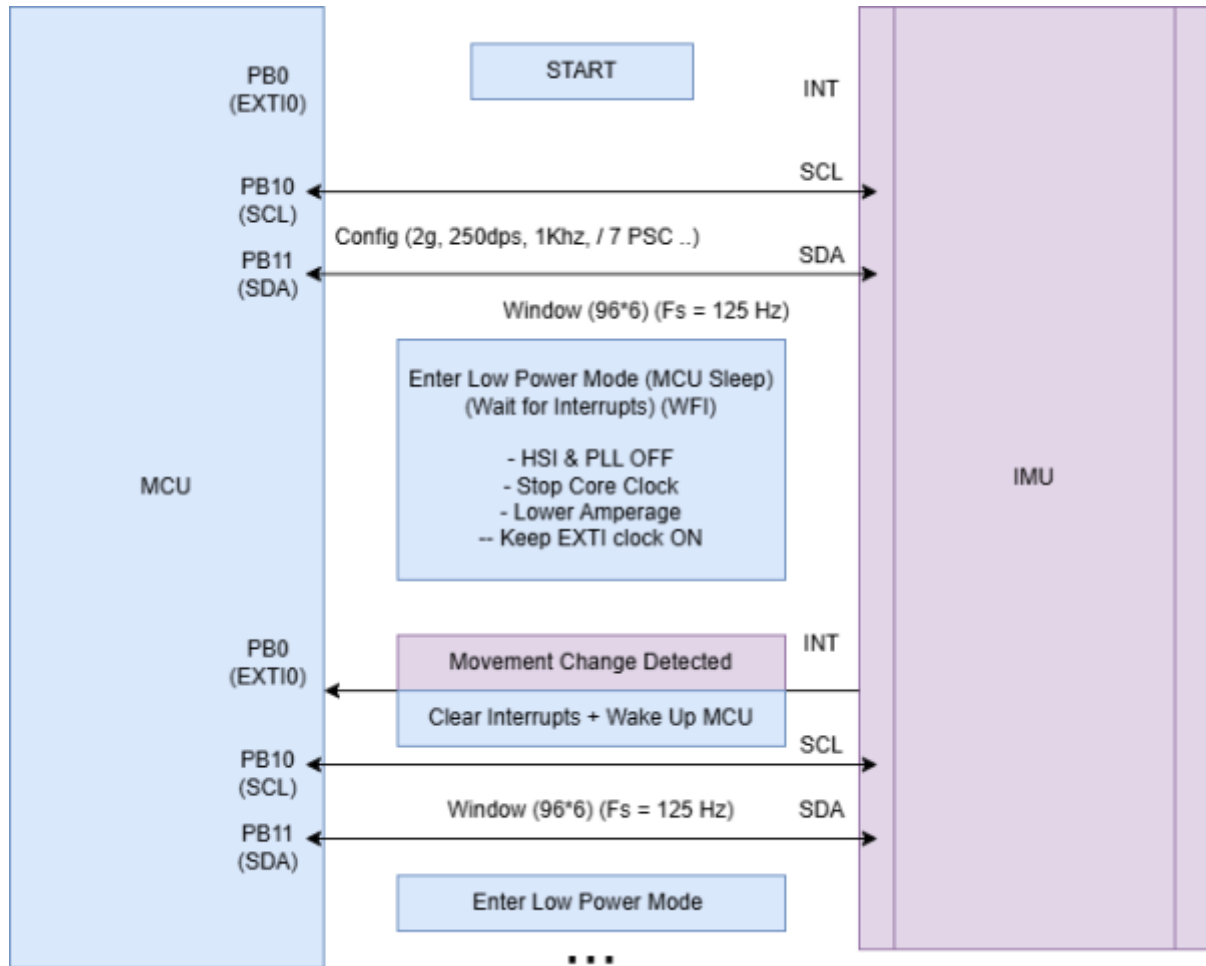 START
PB0
(EXTI0)
INT
SCL
PB10
(SCL)
Config (2g, 250dps, 1Khz, / 7 PSC ..)
SDA
PB11
(SDA)
Window (96*6) (Fs = 125 Hz)
Enter Low Power Mode (MCU Sleep)
(Wait for Interrupts) (WFI)
- HSI & PLL OFF
- Stop Core Clock
- Lower Amperage
-- Keep EXTI clock ON
MCU
IMU
PB0
(EXTI0)
Movement Change Detected
INT
Clear Interrupts + Wake Up MCU
SCL
PB10
(SCL)
Window (96*6) (Fs = 125 Hz)
SDA
PB11
(SDA)
Enter Low Power Mode
...